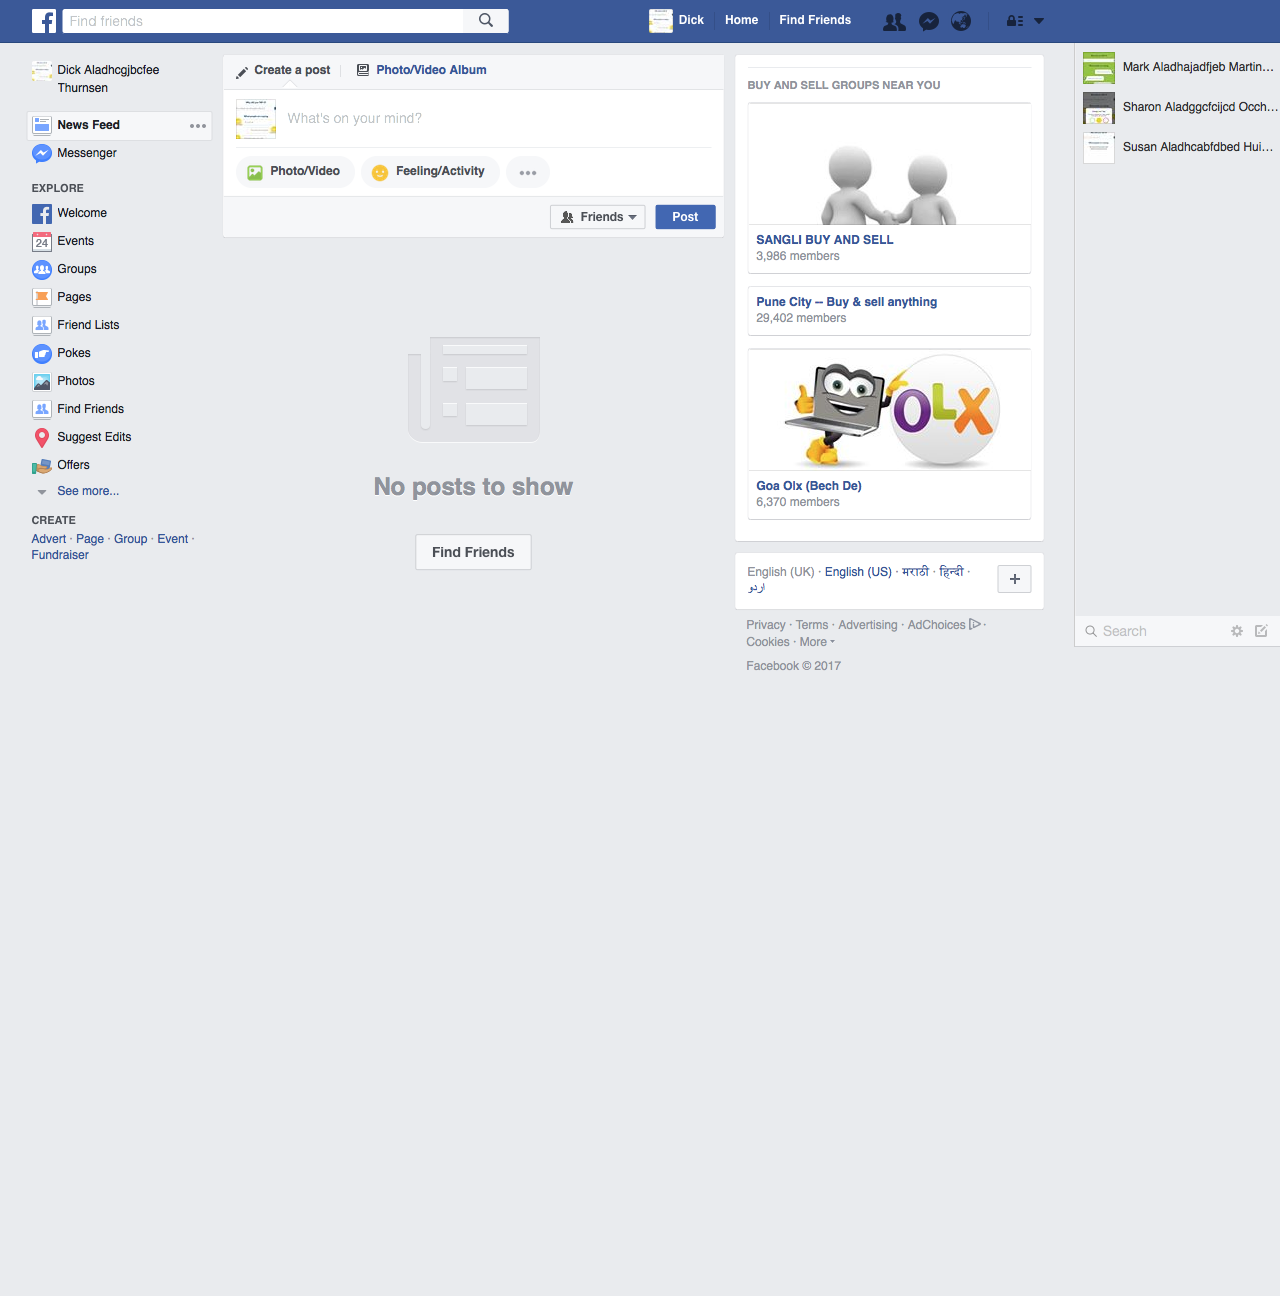 Find friends
Dick
Home
Find Friends
Dick Aladhcgjbcfee
Thurnsen
News Feed
Messenger
EXPLORE
Welcome
24
Events
Groups
Pages
Friend Lists
Pokes
Photos
Find Friends
Suggest Edits
Offers
See more...
CREATE
Advert · Page · Group · Event ·
Fundraiser
Create a post
Photo/Video Album
What's on your mind?
Photo/Video
Feeling/Activity
Friends
Post
No posts to show
Find Friends
BUY AND SELL GROUPS NEAR YOU
SANGLI BUY AND SELL
3,986 members
Pune City -- Buy & sell anything
29,402 members
OLX
Goa Olx (Bech De)
6,370 members
English (UK) · English (US) · मराठी · हिन्दी ·
اردو
Privacy · Terms · Advertising · AdChoices ·
Cookies · More
Facebook © 2017
Mark Aladhajadfjeb Martin...
Sharon Aladggcfcijcd Occh...
Susan Aladhcabfdbed Hui...
Search